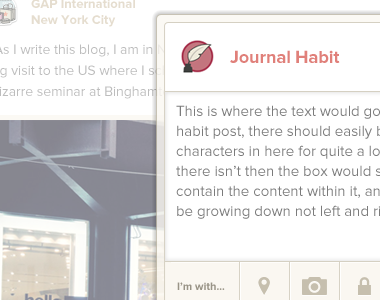 GAP International
New York City
As I write this blog, I am in N
g visit to the US where I sc
izarre seminar at Bingham
Journal Habit
This is where the text would go
habit post, there should easily b
characters in here for quite a lo
there isn't then the box would s
contain the content within it, an
be growing down not left and ri
I'm with...
hello